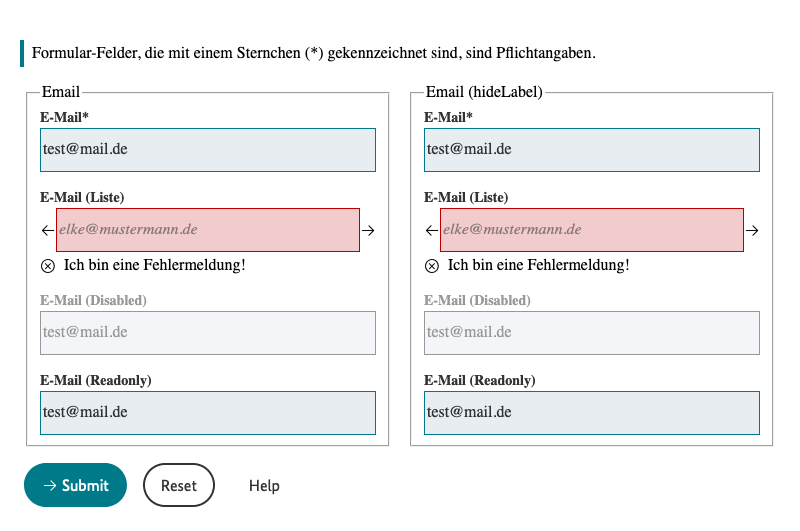 Formular-Felder, die mit einem Sternchen (*) gekennzeichnet sind, sind Pflichtangaben.
Email
E-Mail*
test@mail.de
E-Mail (Liste)
elke@mustermann.de
Ich bin eine Fehlermeldung!
E-Mail (Disabled)
test@mail.de
E-Mail (Readonly)
test@mail.de
Email (hideLabel)
E-Mail*
test@mail.de
E-Mail (Liste)
elke@mustermann.de
Ich bin eine Fehlermeldung!
E-Mail (Disabled)
test@mail.de
E-Mail (Readonly)
test@mail.de
→ Submit
Reset
Help